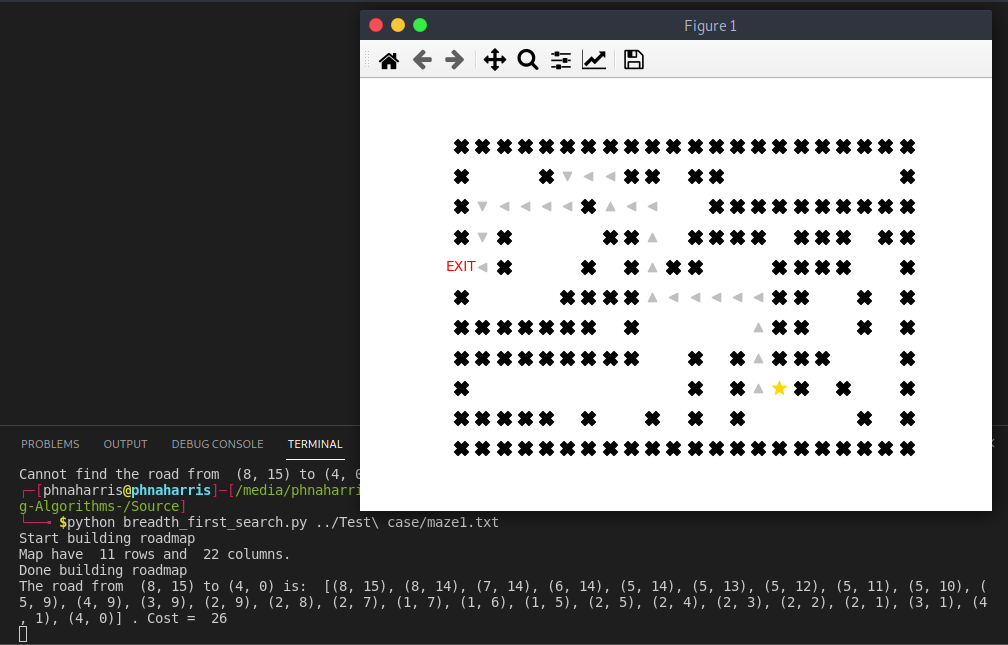 Figure 1
EXIT
PROBLEMS OUTPUT DEBUG CONSOLE TERMINAL
Cannot find the road from  (8, 15) to (4, 0
┌─[phnaharris@phnaharris]─[/media/phnaharri
g-Algorithms-/Source]
└──╼ $python breadth_first_search.py ../Test\ case/maze1.txt
Start building roadmap
Map have  11 rows and  22 columns.
Done building roadmap
The road from  (8, 15) to (4, 0) is:  [(8, 15), (8, 14), (7, 14), (6, 14), (5, 14), (5, 13), (5, 12), (5, 11), (5, 10), (
5, 9), (4, 9), (3, 9), (2, 9), (2, 8), (2, 7), (1, 7), (1, 6), (1, 5), (2, 5), (2, 4), (2, 3), (2, 2), (2, 1), (3, 1), (4
, 1), (4, 0)] . Cost =  26